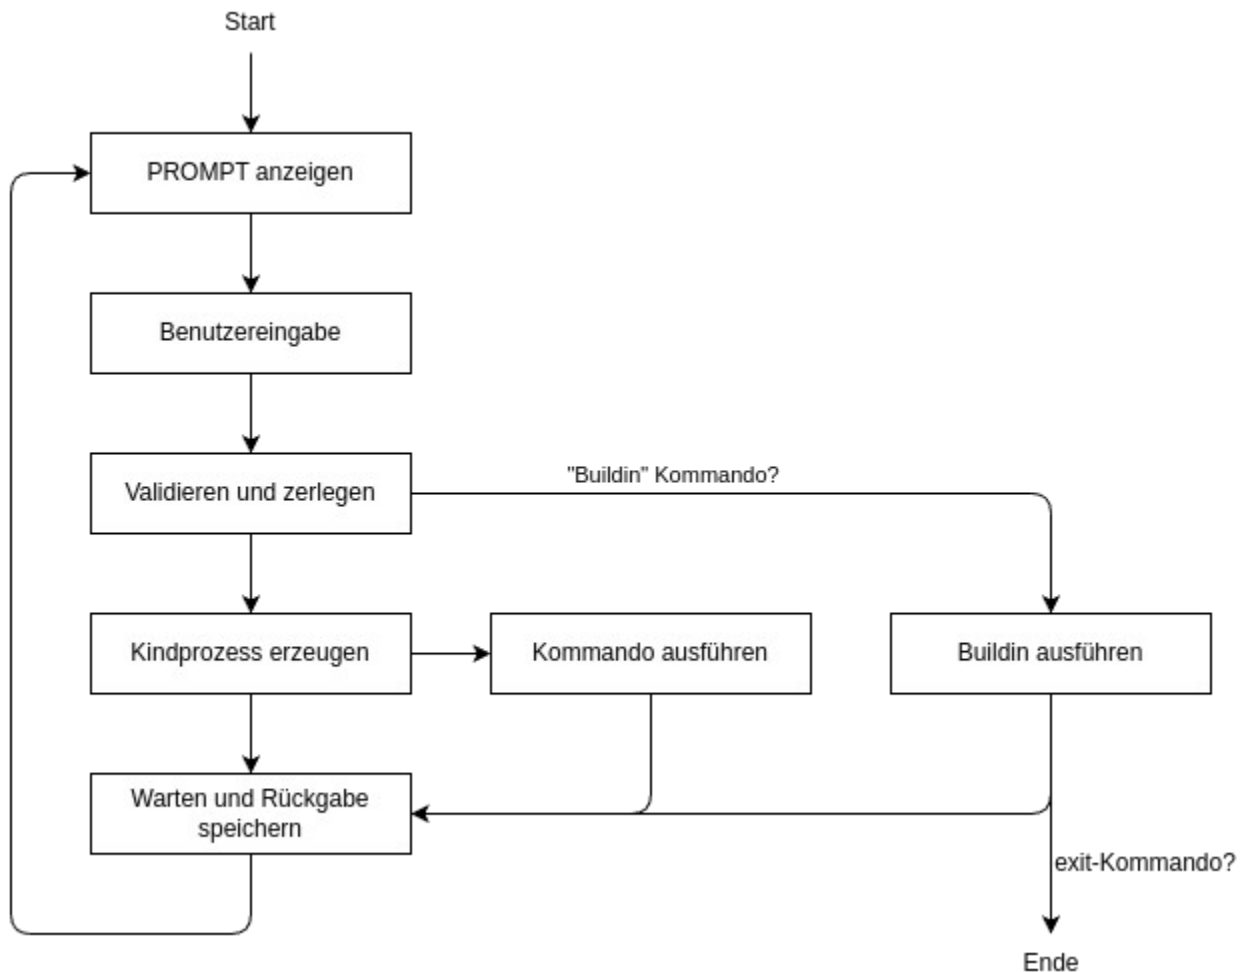 Start
PROMPT anzeigen
Benutzereingabe
Validieren und zerlegen
"Buildin" Kommando?
Kindprozess erzeugen
Kommando ausführen
Buildin ausführen
Warten und Rückgabe
speichern
exit-Kommando?
Ende